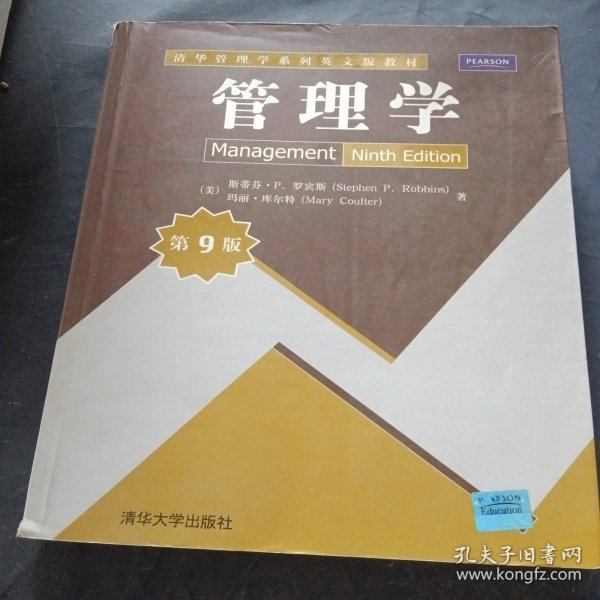 清华管理学系列英文版教材
PEARSON
管理学
Management Ninth Edition
(美) 斯蒂芬·P. 罗宾斯 (Stephen P. Robbins)
玛丽·库尔特 (Mary Coulter) 著
第9版
清华大学出版社
P ARSON
Education
孔夫子旧书网
www.kongfz.com